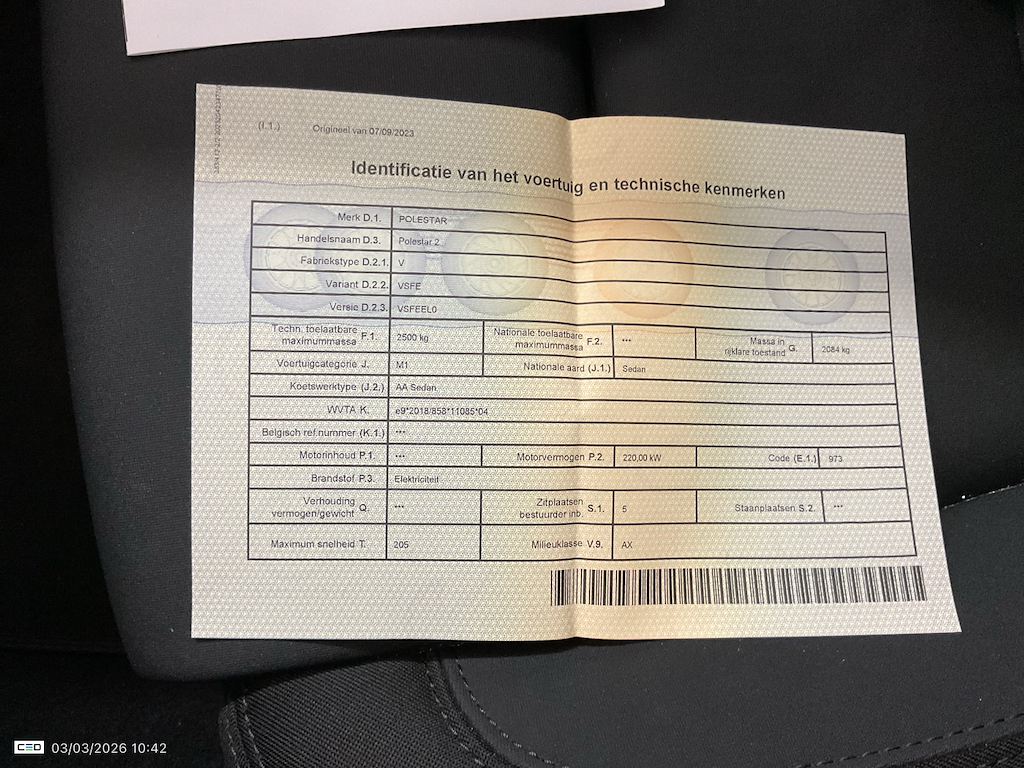 (I.1.) Origineel van 07/09/2023
Identificatie van het voertuig en technische kenmerken
Merk D.1. POLESTAR
Handelsnaam D.3. Polestar 2
Fabriekstype D.2.1. V
Variant D.2.2. VSFE
Versie D.2.3. VSFEEL0
Techn. toelaatbare maximummassa F.1. 2500 kg Nationale toelaatbare maximummassa F.2. *** Massa in rijklare toestand G. 2084 kg
Voertuigcategorie J. M1 Nationale aard (J.1.) Sedan
Koetswerktype (J.2.) AA Sedan
WVTA K. e9*2018/858*11085*04
Belgisch ref.nummer (K.1.) ***
Motorinhoud P.1. *** Motorvermogen P.2. 220,00 kW Code (E.1.) 973
Brandstof P.3. Elektriciteit
Verhouding vermogen/gewicht Q. *** Zitplaatsen bestuurder inb. S.1. 5 Staanplaatsen S.2. ***
Maximum snelheid T. 205 Milieuklasse V.9. AX
03/03/2026 10:42